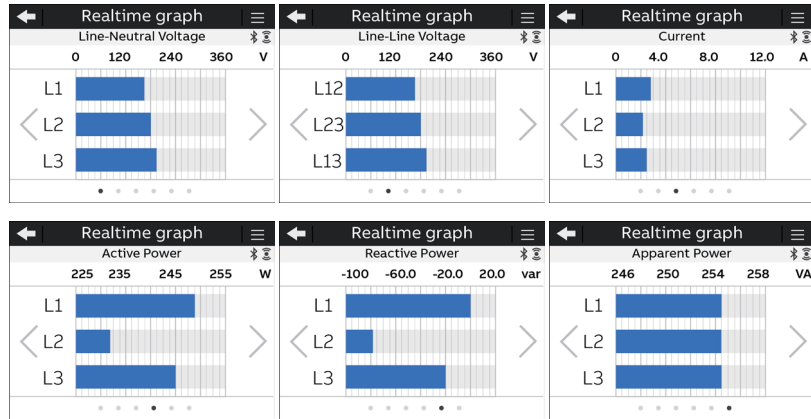 Realtime graph
Line-Neutral Voltage
0 120 240 360 V
L1
L2
L3
Realtime graph
Line-Line Voltage
0 120 240 360 V
L12
L23
L13
Realtime graph
Current
0 4.0 8.0 12.0 A
L1
L2
L3
Realtime graph
Active Power
225 235 245 255 W
L1
L2
L3
Realtime graph
Reactive Power
-100 -60.0 -20.0 20.0 var
L1
L2
L3
Realtime graph
Apparent Power
246 250 254 258 VA
L1
L2
L3